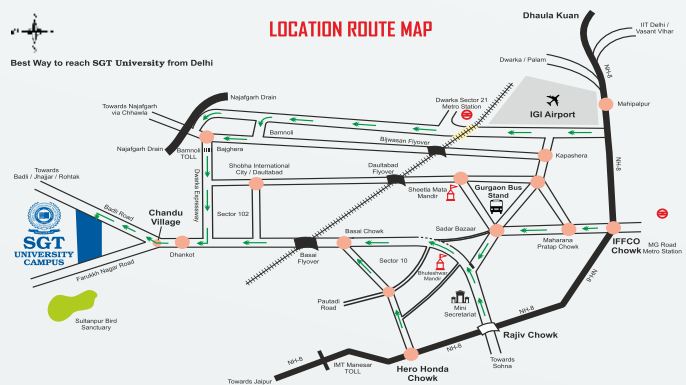 LOCATION ROUTE MAP
Best Way to reach SGT University from Delhi
Dhaula Kuan
IIT Delhi /
Vasant Vihar
Dwarka / Palam
NH-8
Najafgarh Drain
Towards Najafgarh
via Chhawla
Dwarka Sector 21
Metro Station
IGI Airport
Mahipalpur
Bamnoli
Bijwasan Flyover
Najafgarh Drain
Bamnoli
TOLL
Bajghera
Kapashera
NH-8
Shobha International
City / Daultabad
Daultabad
Flyover
Towards
Badli / Jhajjar / Rohtak
Dwarka Expressway
Sheetla Mata
Mandir
Gurgaon Bus
Stand
Badli Road
Chandu
Village
Sector 102
SGT
UNIVERSITY
CAMPUS
Dhankot
Basai
Flyover
Basai Chowk
Sadar Bazaar
Maharana
Pratap Chowk
IFFCO
Chowk
MG Road
Metro Station
Farukh Nagar Road
Sector 10
Bhuteshwar
Mandir
NH-8
Sultanpur Bird
Sanctuary
Pautadi
Road
Mini
Secretariat
NH-8
Rajiv Chowk
NH-8
Towards
Sohna
NH-8
IMT Manesar
TOLL
Hero Honda
Chowk
Towards Jaipur